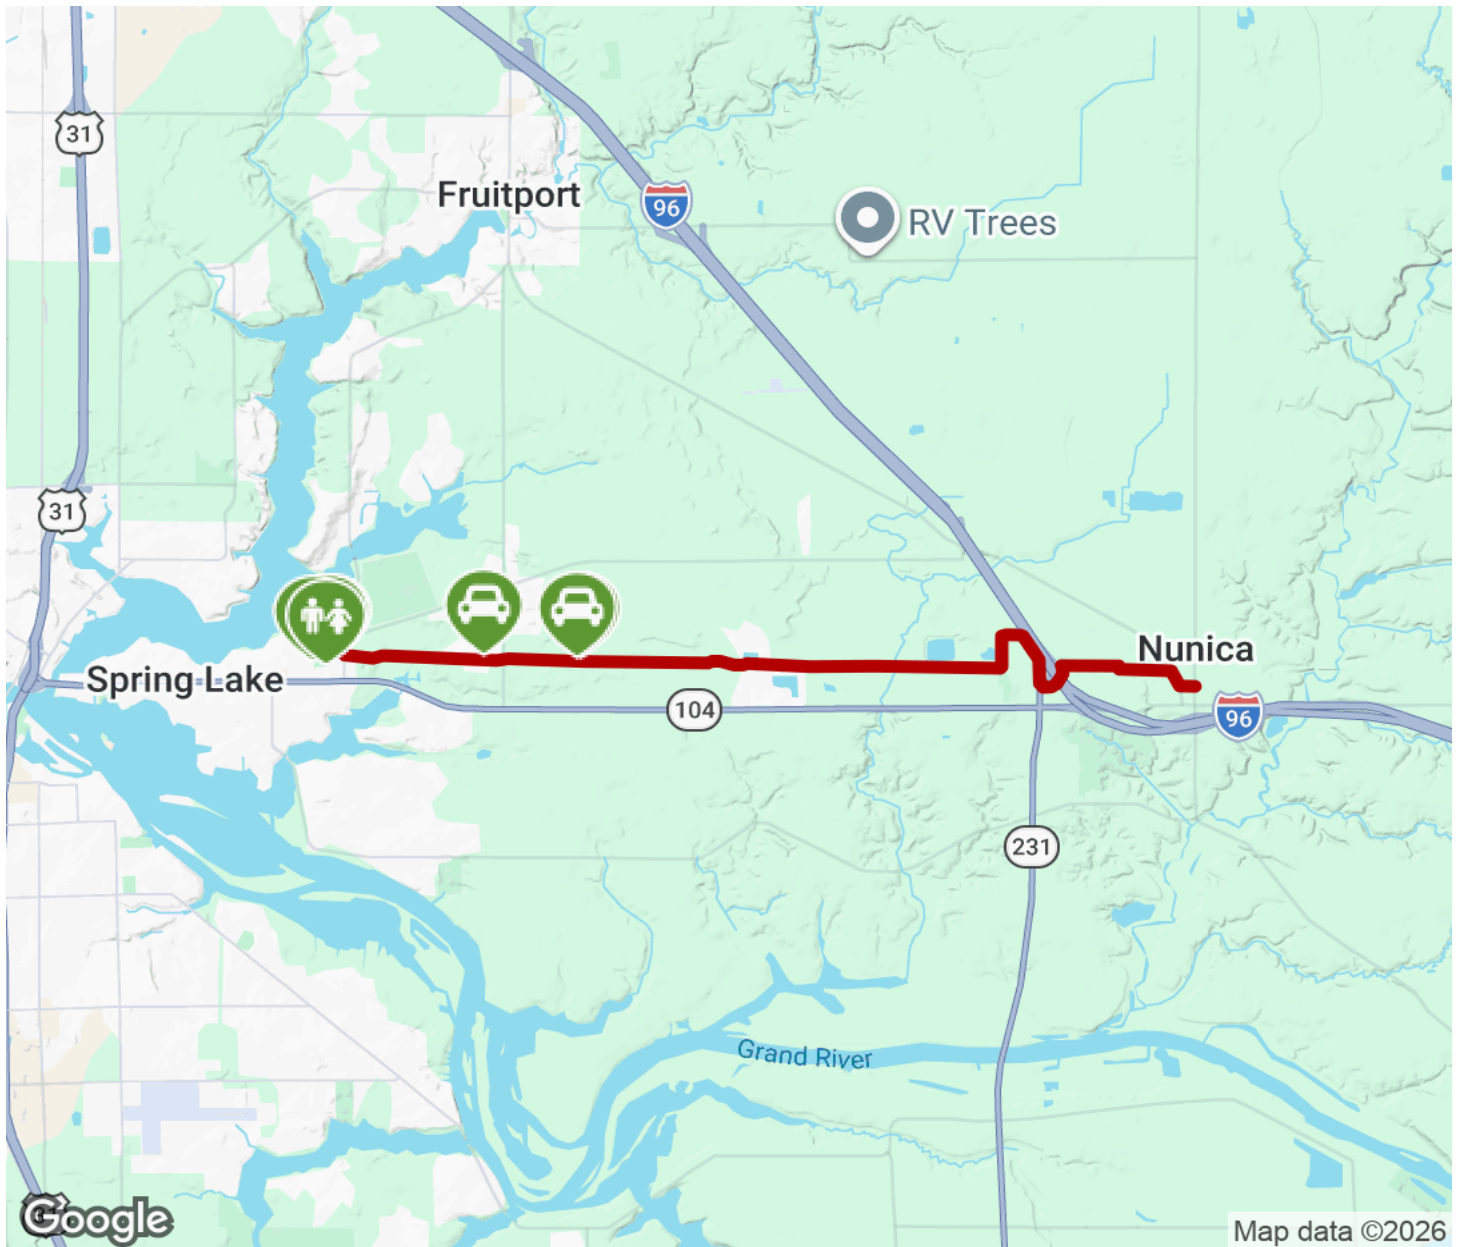 31
Fruitport
96
RV Trees
31
Nunica
Spring Lake
104
96
231
Grand River
Google
Map data ©2026